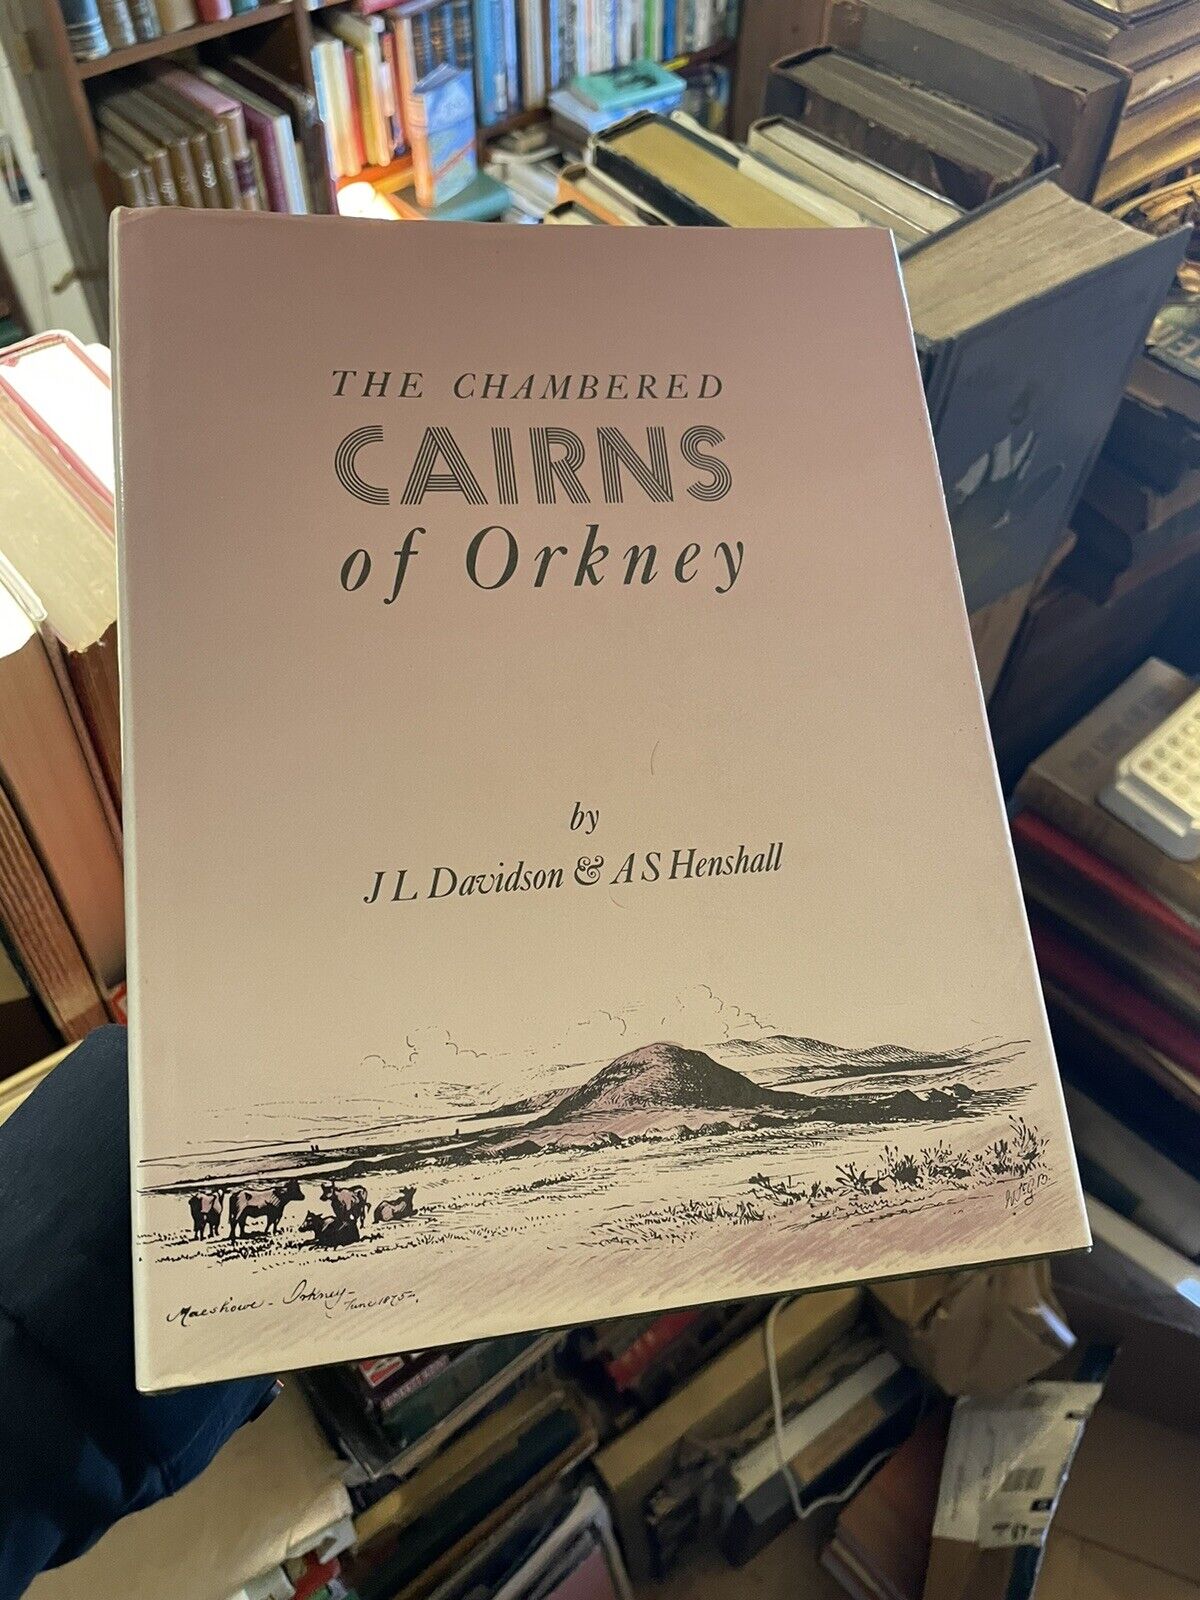 THE CHAMBERED
CAIRNS
of Orkney
by
J L Davidson & A S Henshall
Maeshowe - Orkney -
June 1875